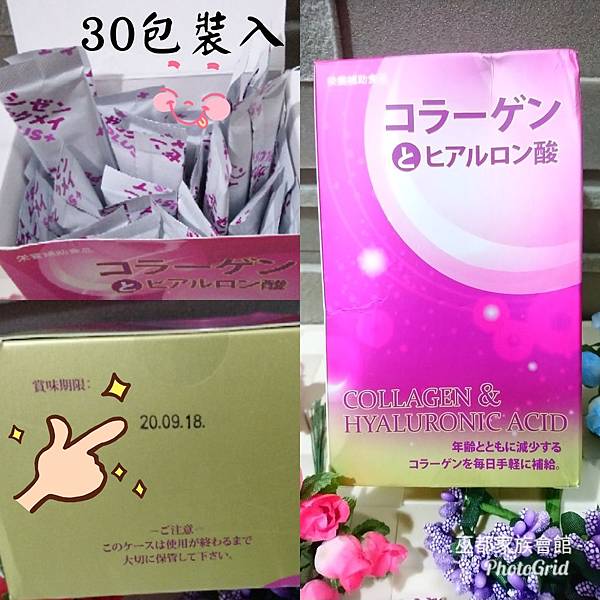 30包裝入
シゼン
栄養補助食品
コラーゲン
とヒアルロン酸
賞味期限:
20.09.18.
－ご注意－
このケースは使用が終わるまで
大切に保管して下さい。
栄養補助食品
コラーゲン
とヒアルロン酸
COLLAGEN &
HYALURONIC ACID
年齢とともに減少する
コラーゲンを毎日手軽に補給。
巫都家族會館
PhotoGrid